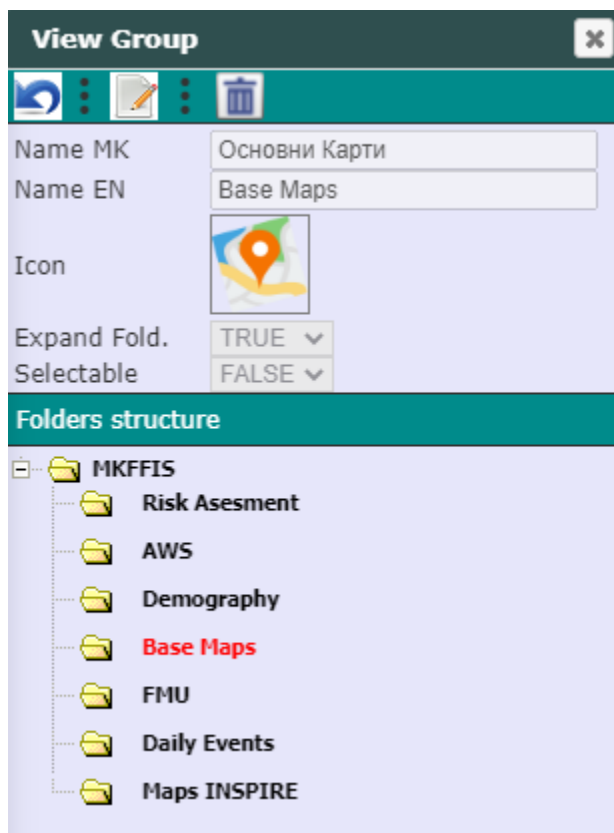 View Group
Name MK Основни Карти
Name EN Base Maps
Icon
Expand Fold. TRUE
Selectable FALSE
Folders structure
MKFFIS
Risk Asesment
AWS
Demography
Base Maps
FMU
Daily Events
Maps INSPIRE